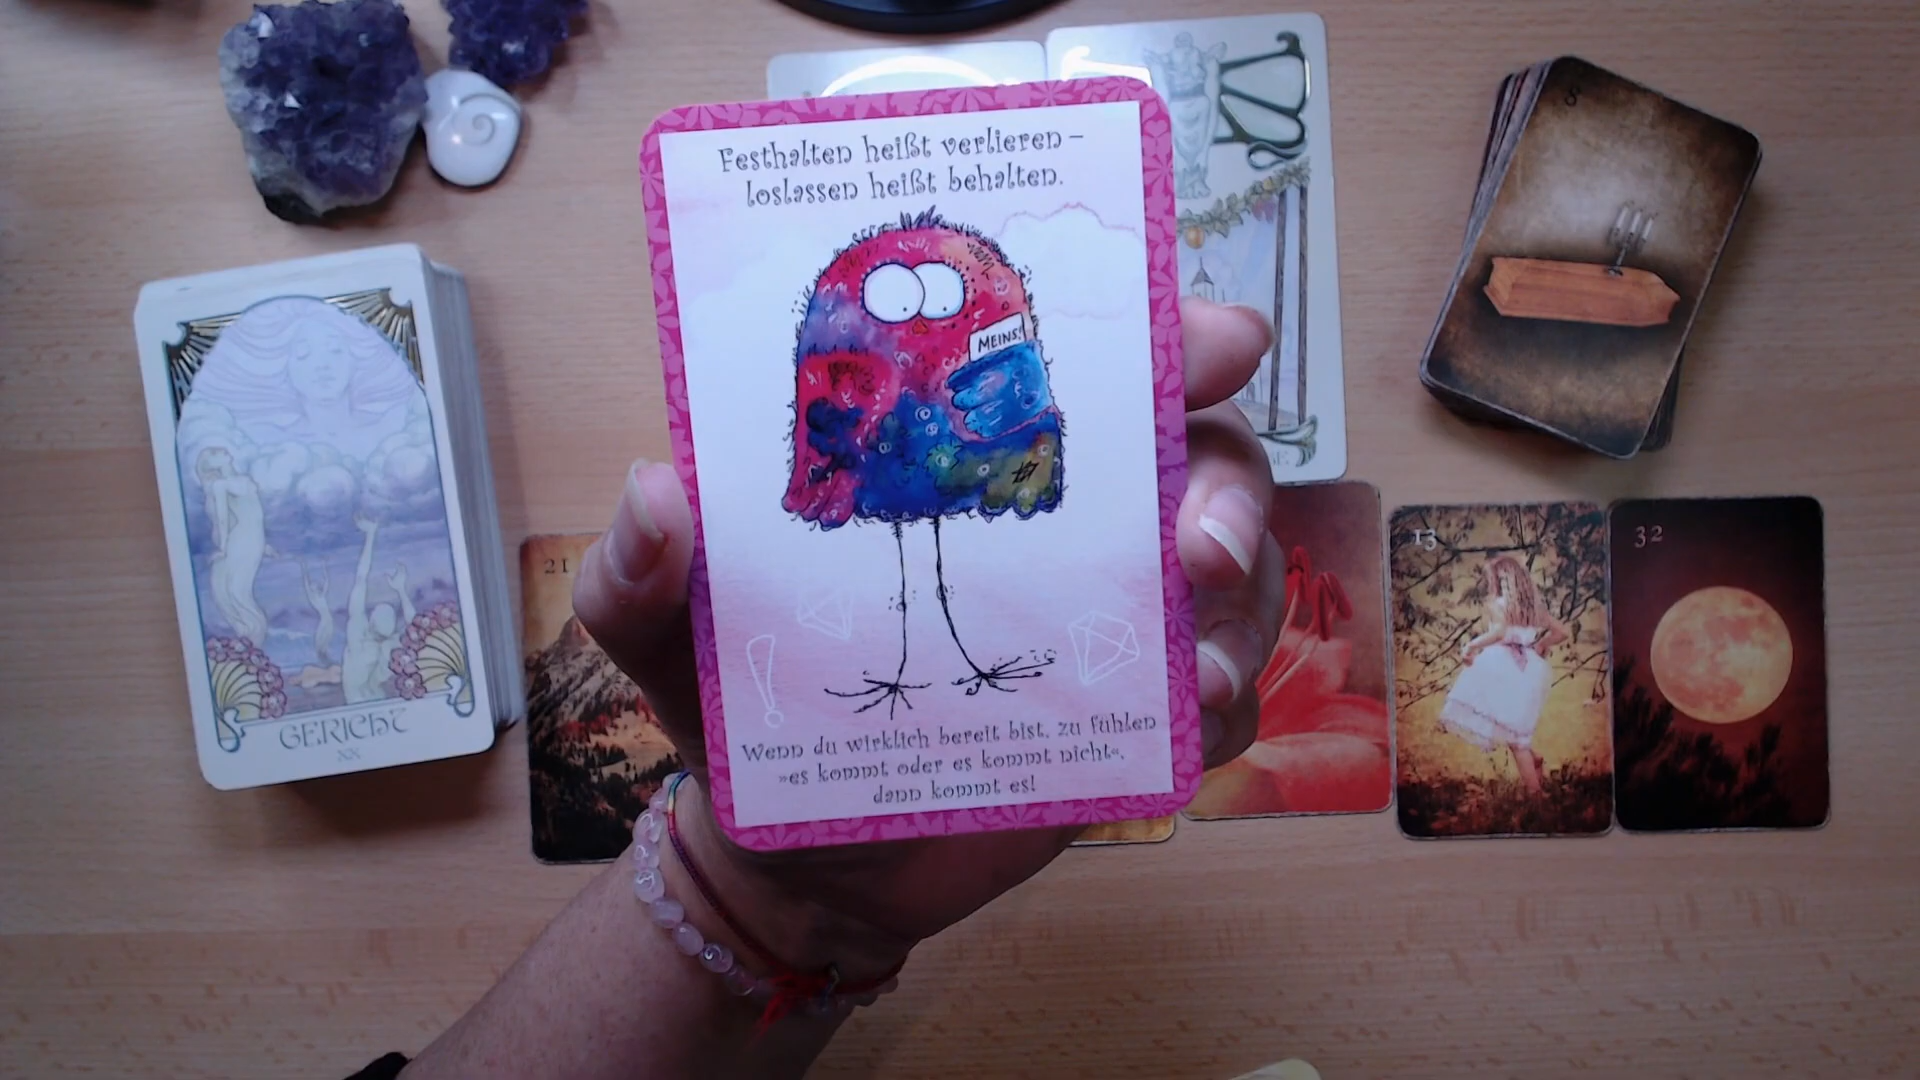 Festhalten heißt verlieren –
loslassen heißt behalten.
MEINS!
Wenn du wirklich bereit bist, zu fühlen
»es kommt oder es kommt nicht«,
dann kommt es!
GERICHT
XX
8
21
13
32